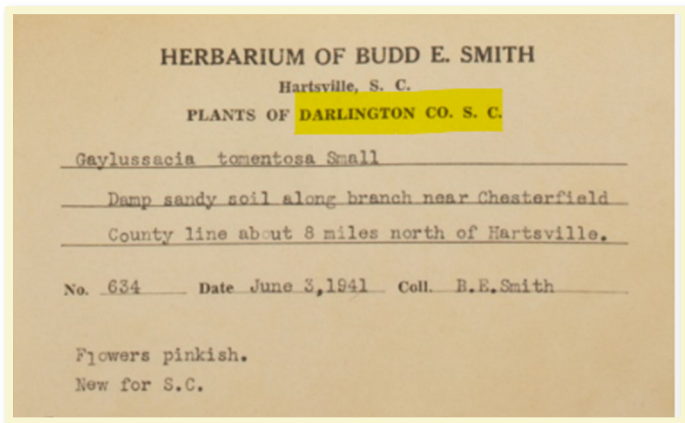 HERBARIUM OF BUDD E. SMITH
Hartsville, S. C.
PLANTS OF DARLINGTON CO. S. C.
Gaylussacia tomentosa Small
Damp sandy soil along branch near Chesterfield
County line about 8 miles north of Hartsville.
No. 634 Date June 3,1941 Coll. B.E.Smith
Flowers pinkish.
New for S.C.